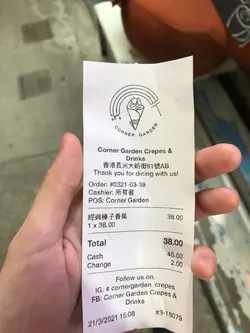 CORNER GARDEN
Corner Garden Crepes &
Drinks
香港長洲大新街61號AB
Thank you for dining with us!
Order: #0321-03-39
Cashier: 所有者
POS: Corner Garden
經典榛子香蕉 38.00
1 x 38.00
Total 38.00
Cash 40.00
Change 2.00
Follow us on:
IG: # cornergarden_crepes
FB: Corner Garden Crepes &
Drinks
21/3/2021 15:08 #3-18079